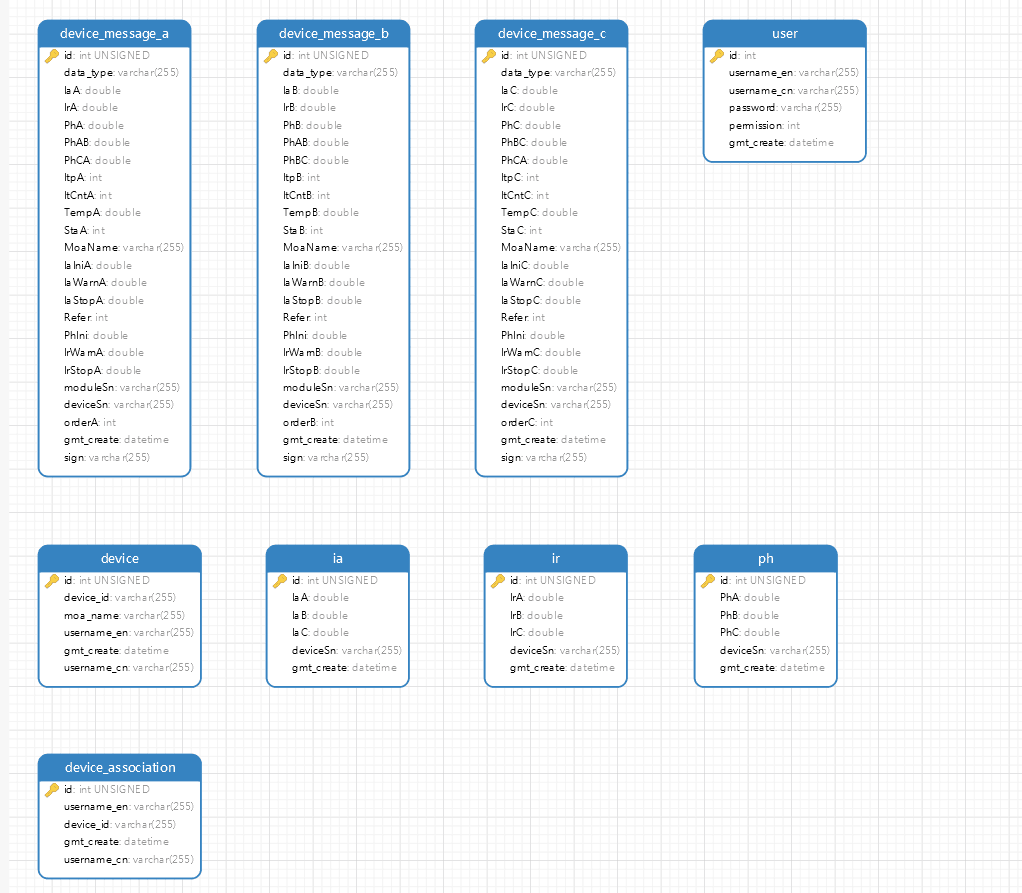 device_message_a
id: int UNSIGNED
data_type: varchar(255)
IaA: double
IrA: double
PhA: double
PhAB: double
PhCA: double
ltpA: int
ltCntA: int
TempA: double
StaA: int
MoaName: varchar(255)
IaIniA: double
IaWarnA: double
IaStopA: double
Refer: int
PhIni: double
IrWarnA: double
IrStopA: double
moduleSn: varchar(255)
deviceSn: varchar(255)
orderA: int
gmt_create: datetime
sign: varchar(255)
device_message_b
id: int UNSIGNED
data_type: varchar(255)
IaB: double
IrB: double
PhB: double
PhAB: double
PhBC: double
ltpB: int
ltCntB: int
TempB: double
StaB: int
MoaName: varchar(255)
IaIniB: double
IaWarnB: double
IaStopB: double
Refer: int
PhIni: double
IrWarnB: double
IrStopB: double
moduleSn: varchar(255)
deviceSn: varchar(255)
orderB: int
gmt_create: datetime
sign: varchar(255)
device_message_c
id: int UNSIGNED
data_type: varchar(255)
IaC: double
IrC: double
PhC: double
PhBC: double
PhCA: double
ltpC: int
ltCntC: int
TempC: double
StaC: int
MoaName: varchar(255)
IaIniC: double
IaWarnC: double
IaStopC: double
Refer: int
PhIni: double
IrWarnC: double
IrStopC: double
moduleSn: varchar(255)
deviceSn: varchar(255)
orderC: int
gmt_create: datetime
sign: varchar(255)
user
id: int
username_en: varchar(255)
username_cn: varchar(255)
password: varchar(255)
permission: int
gmt_create: datetime
device
id: int UNSIGNED
device_id: varchar(255)
moa_name: varchar(255)
username_en: varchar(255)
gmt_create: datetime
username_cn: varchar(255)
ia
id: int UNSIGNED
IaA: double
IaB: double
IaC: double
deviceSn: varchar(255)
gmt_create: datetime
ir
id: int UNSIGNED
IrA: double
IrB: double
IrC: double
deviceSn: varchar(255)
gmt_create: datetime
ph
id: int UNSIGNED
PhA: double
PhB: double
PhC: double
deviceSn: varchar(255)
gmt_create: datetime
device_association
id: int UNSIGNED
username_en: varchar(255)
device_id: varchar(255)
gmt_create: datetime
username_cn: varchar(255)